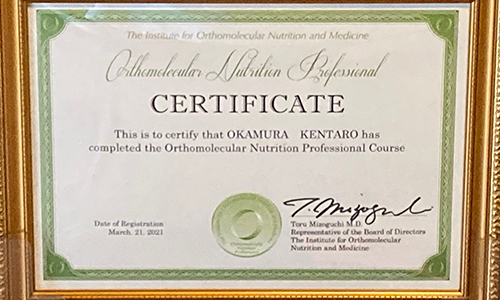 The Institute for Orthomolecular Nutrition and Medicine
Orthomolecular Nutrition Professional
CERTIFICATE
This is to certify that OKAMURA KENTARO has
completed the Orthomolecular Nutrition Professional Course
Date of Registration
March. 21, 2021
T. Mizoguchi
Toru Mizoguchi M.D.
Representative of the Board of Directors
The Institute for Orthomolecular
Nutrition and Medicine